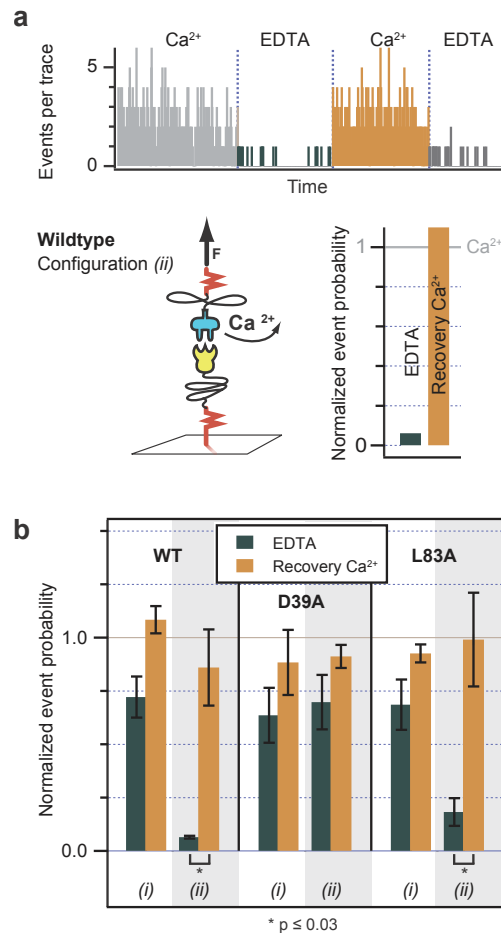 a
Ca²⁺ EDTA Ca²⁺ EDTA
Events per trace
5
0
Time
Wildtype
Configuration (ii)
F
Ca ²⁺
Normalized event probability
1
0
Ca²⁺
EDTA
Recovery Ca²⁺
b
EDTA
Recovery Ca²⁺
WT D39A L83A
Normalized event probability
1.0
0.0
* *
(i) (ii) (i) (ii) (i) (ii)
* p ≤ 0.03